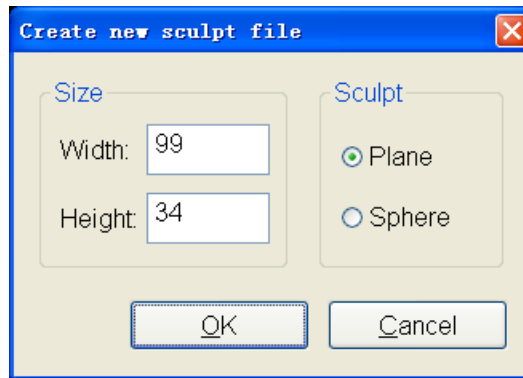 Create new sculpt file
Size
Width: 99
Height: 34
Sculpt
Plane
Sphere
OK
Cancel